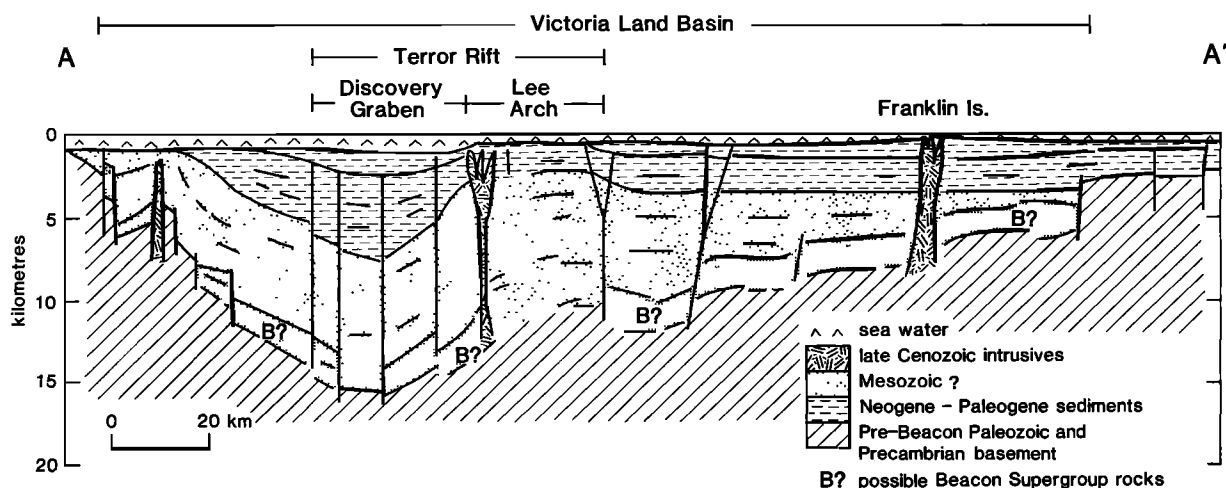 Victoria Land Basin
A
A'
Terror Rift
Discovery
Graben
Lee
Arch
Franklin Is.
0
5
10
15
20
kilometres
B?
B?
B?
B?
0
20 km
sea water
late Cenozoic intrusives
Mesozoic ?
Neogene - Paleogene sediments
Pre-Beacon Paleozoic and
Precambrian basement
B? possible Beacon Supergroup rocks